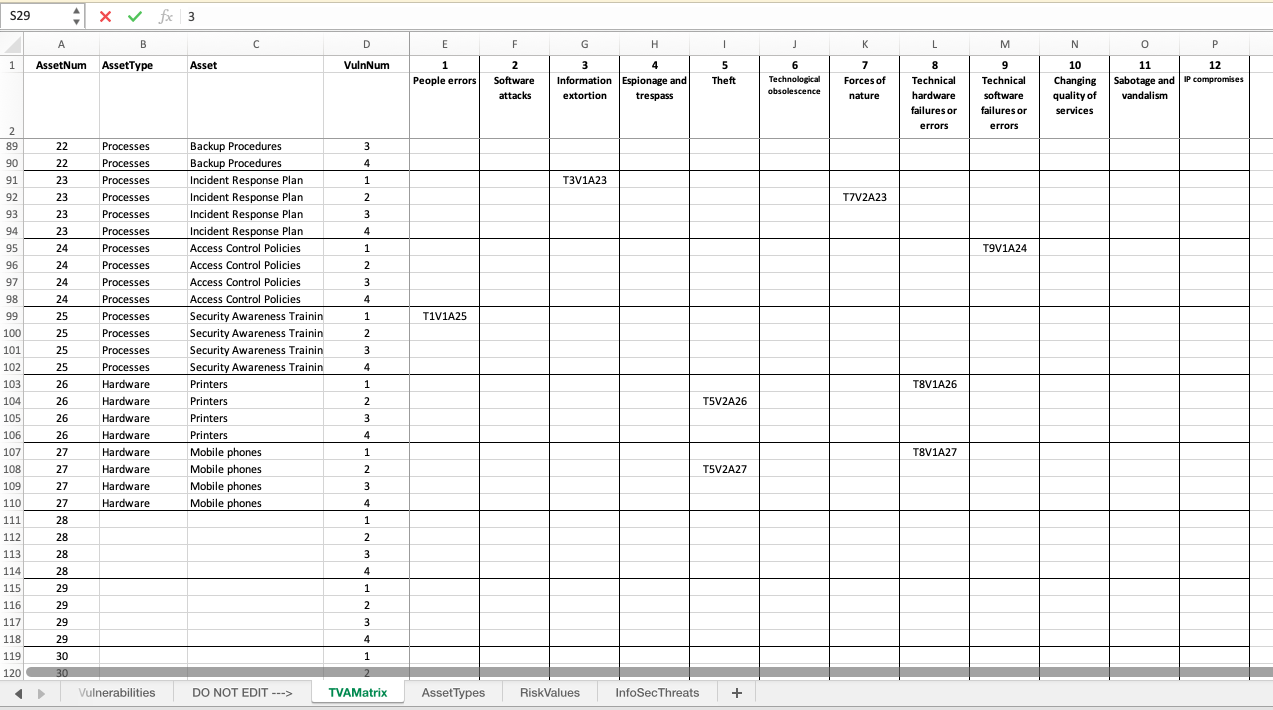 S29 fx 3
A B C D E F G H I J K L M N O P
1 AssetNum AssetType Asset VulnNum 1 2 3 4 5 6 7 8 9 10 11 12
People errors Software Information Espionage and Theft Technological Forces of Technical Technical Changing Sabotage and IP compromises
attacks extortion trespass obsolescence nature hardware software quality of vandalism
failures or failures or services
2 errors errors
89 22 Processes Backup Procedures 3
90 22 Processes Backup Procedures 4
91 23 Processes Incident Response Plan 1 T3V1A23
92 23 Processes Incident Response Plan 2 T7V2A23
93 23 Processes Incident Response Plan 3
94 23 Processes Incident Response Plan 4
95 24 Processes Access Control Policies 1 T9V1A24
96 24 Processes Access Control Policies 2
97 24 Processes Access Control Policies 3
98 24 Processes Access Control Policies 4
99 25 Processes Security Awareness Trainin 1 T1V1A25
100 25 Processes Security Awareness Trainin 2
101 25 Processes Security Awareness Trainin 3
102 25 Processes Security Awareness Trainin 4
103 26 Hardware Printers 1 T8V1A26
104 26 Hardware Printers 2 T5V2A26
105 26 Hardware Printers 3
106 26 Hardware Printers 4
107 27 Hardware Mobile phones 1 T8V1A27
108 27 Hardware Mobile phones 2 T5V2A27
109 27 Hardware Mobile phones 3
110 27 Hardware Mobile phones 4
111 28 1
112 28 2
113 28 3
114 28 4
115 29 1
116 29 2
117 29 3
118 29 4
119 30 1
120 30 2
Vulnerabilities DO NOT EDIT ---> TVAMatrix AssetTypes RiskValues InfoSecThreats +